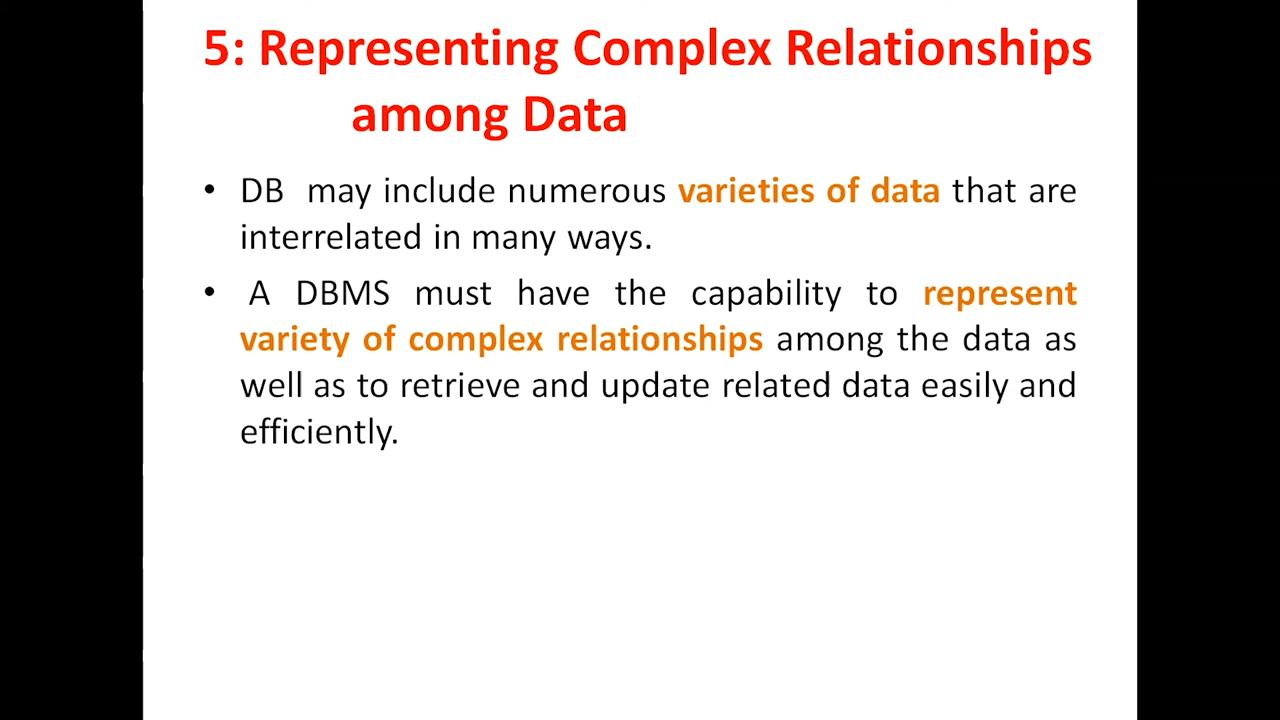 5: Representing Complex Relationships
among Data
• DB may include numerous varieties of data that are
interrelated in many ways.
• A DBMS must have the capability to represent
variety of complex relationships among the data as
well as to retrieve and update related data easily and
efficiently.